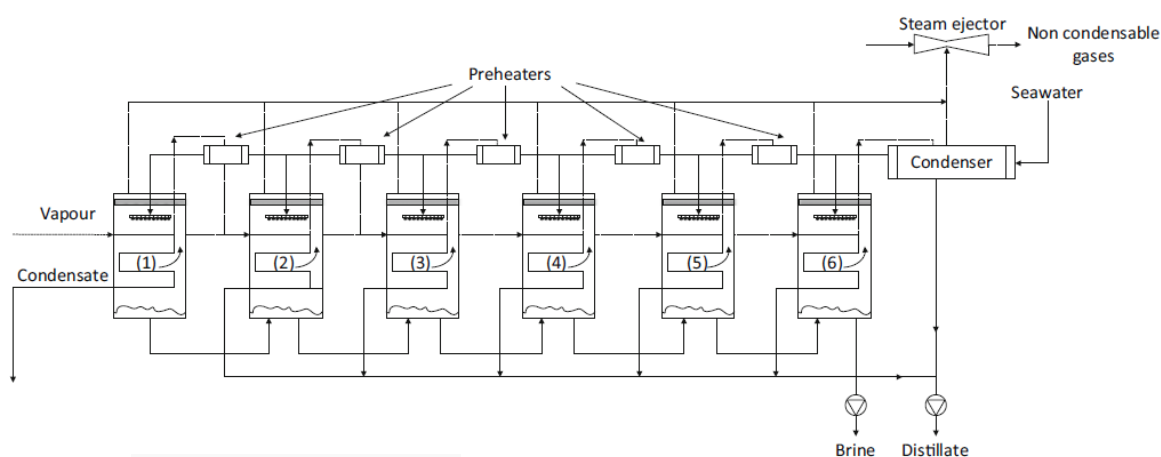 Steam ejector
Non condensable
gases
Preheaters
Seawater
Condenser
Vapour
(1)
(2)
(3)
(4)
(5)
(6)
Condensate
Brine
Distillate